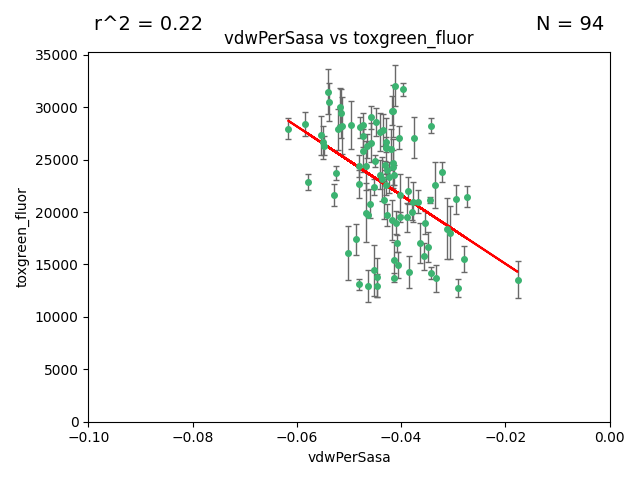 r^2 = 0.22 N = 94
vdwPerSasa vs toxgreen_fluor
35000
30000
25000
20000
15000
10000
5000
0
toxgreen_fluor
−0.10 −0.08 −0.06 −0.04 −0.02 0.00
vdwPerSasa